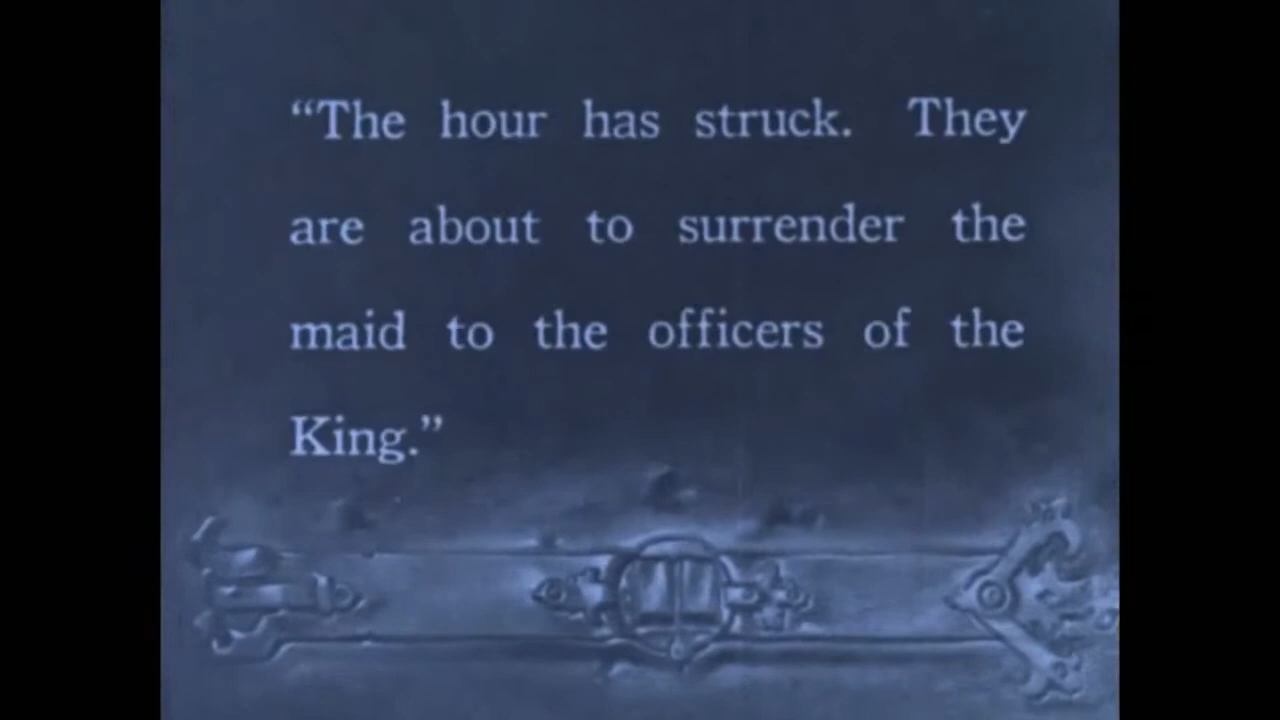 “The hour has struck. They
are about to surrender the
maid to the officers of the
King.”